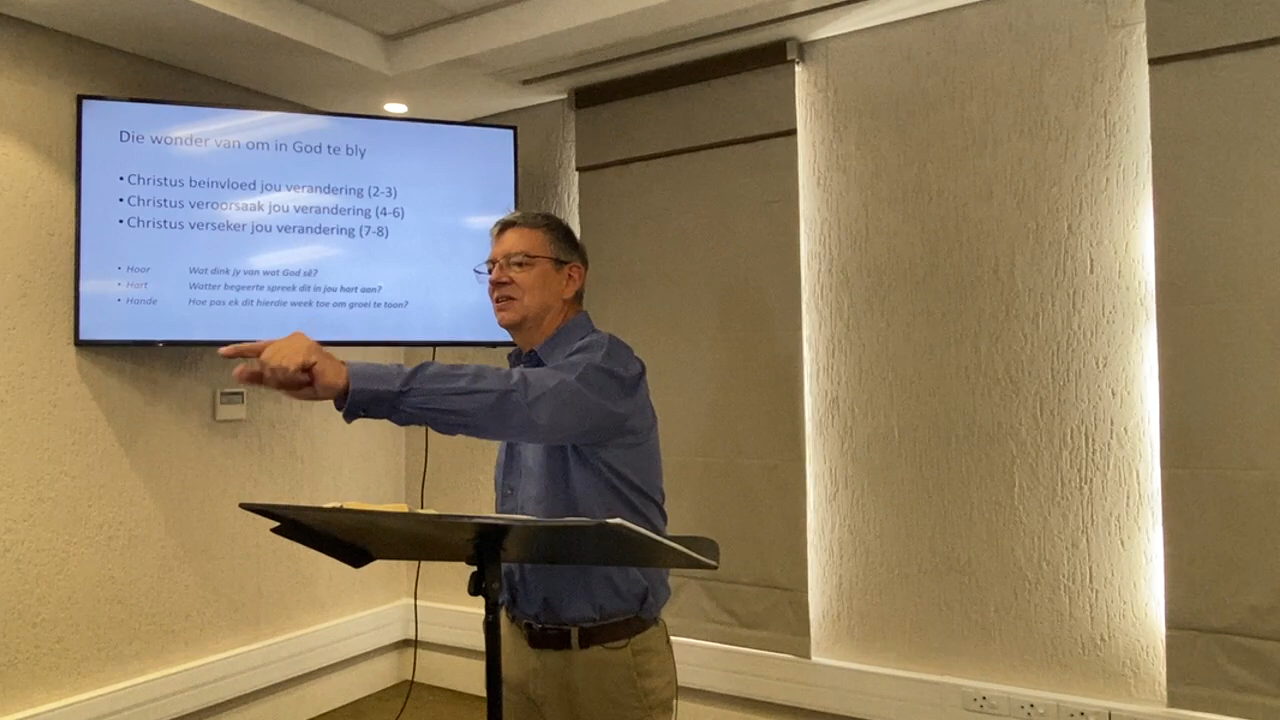 Die wonder van om in God te bly
• Christus beinvloed jou verandering (2-3)
• Christus veroorsaak jou verandering (4-6)
• Christus verseker jou verandering (7-8)
• Hoor Wat dink jy van wat God sê?
• Hart Watter begeerte spreek dit in jou hart aan?
• Hande Hoe pas ek dit hierdie week toe om groei te toon?